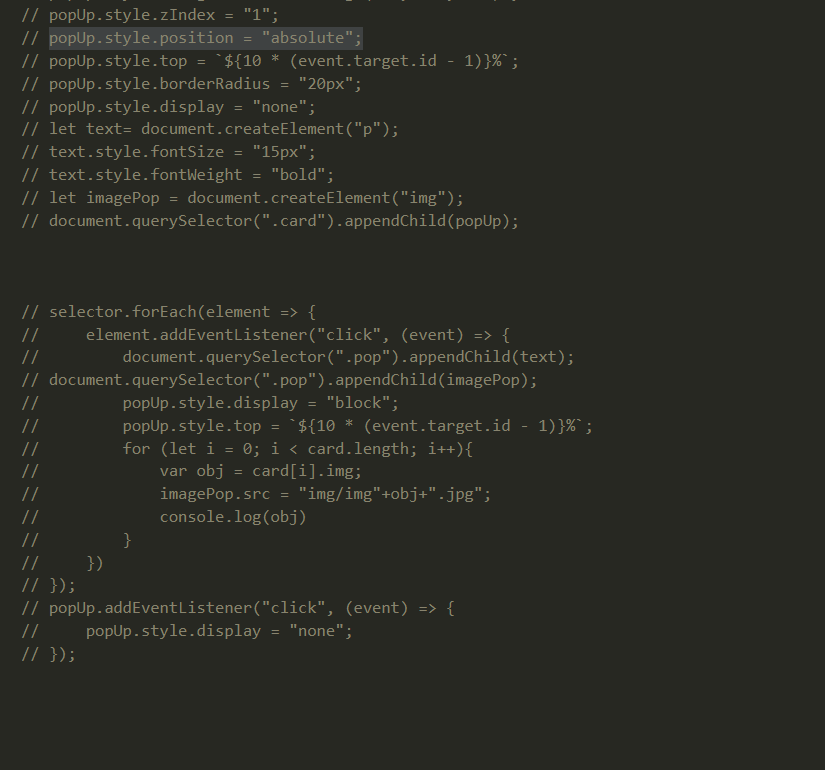 // popUp.style.zIndex = "1";
// popUp.style.position = "absolute";
// popUp.style.top = `${10 * (event.target.id - 1)}%`;
// popUp.style.borderRadius = "20px";
// popUp.style.display = "none";
// let text= document.createElement("p");
// text.style.fontSize = "15px";
// text.style.fontWeight = "bold";
// let imagePop = document.createElement("img");
// document.querySelector(".card").appendChild(popUp);
// selector.forEach(element => {
//     element.addEventListener("click", (event) => {
//         document.querySelector(".pop").appendChild(text);
// document.querySelector(".pop").appendChild(imagePop);
//         popUp.style.display = "block";
//         popUp.style.top = `${10 * (event.target.id - 1)}%`;
//         for (let i = 0; i < card.length; i++){
//             var obj = card[i].img;
//             imagePop.src = "img/img"+obj+".jpg";
//             console.log(obj)
//         }
//     })
// });
// popUp.addEventListener("click", (event) => {
//     popUp.style.display = "none";
// });